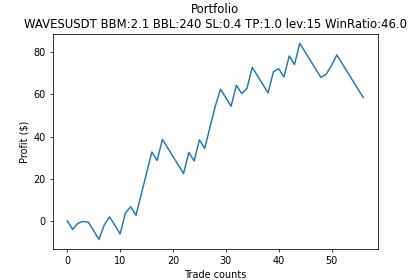 Portfolio
WAVESUSDT BBM:2.1 BBL:240 SL:0.4 TP:1.0 lev:15 WinRatio:46.0
80
60
40
20
0
Profit ($)
0 10 20 30 40 50
Trade counts